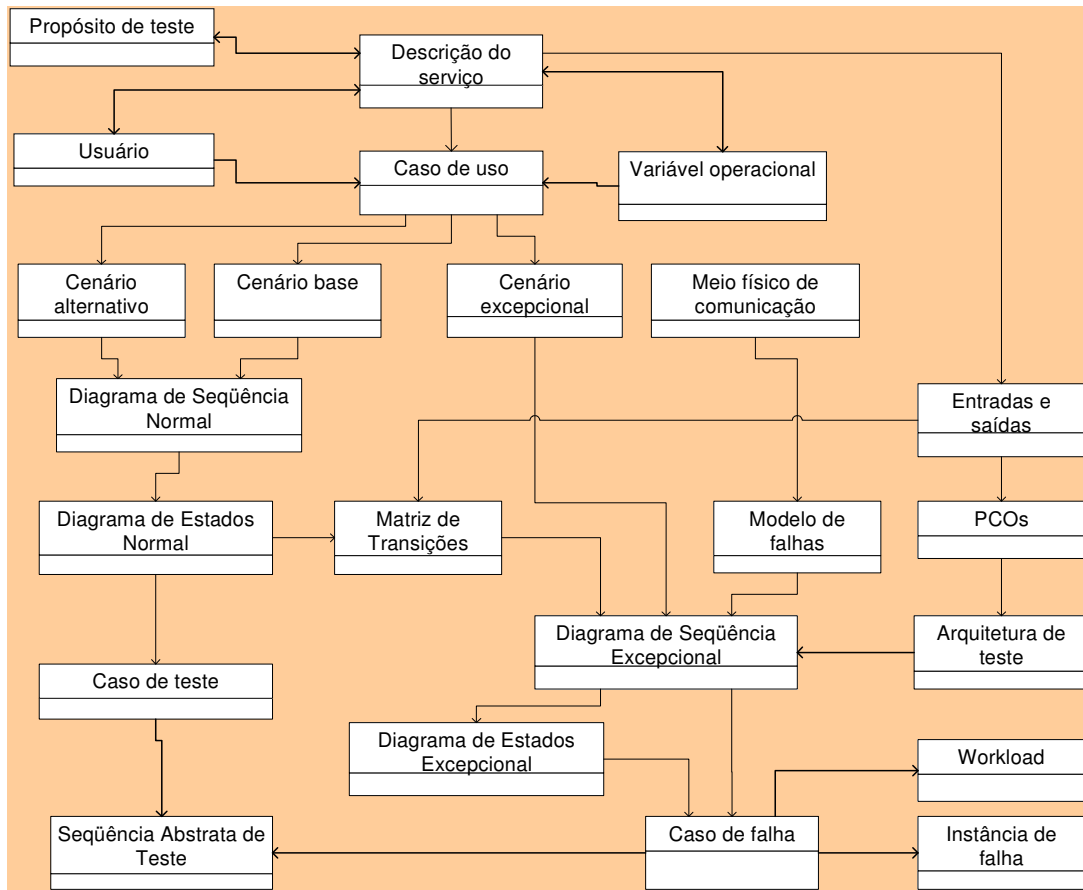 Propósito de teste
Descrição do
serviço
Usuário
Caso de uso
Variável operacional
Cenário
alternativo
Cenário base
Cenário
excepcional
Meio físico de
comunicação
Diagrama de Seqüência
Normal
Entradas e
saídas
Diagrama de Estados
Normal
Matriz de
Transições
Modelo de
falhas
PCOs
Diagrama de Seqüência
Excepcional
Arquitetura de
teste
Caso de teste
Diagrama de Estados
Excepcional
Workload
Seqüência Abstrata de
Teste
Caso de falha
Instância de
falha